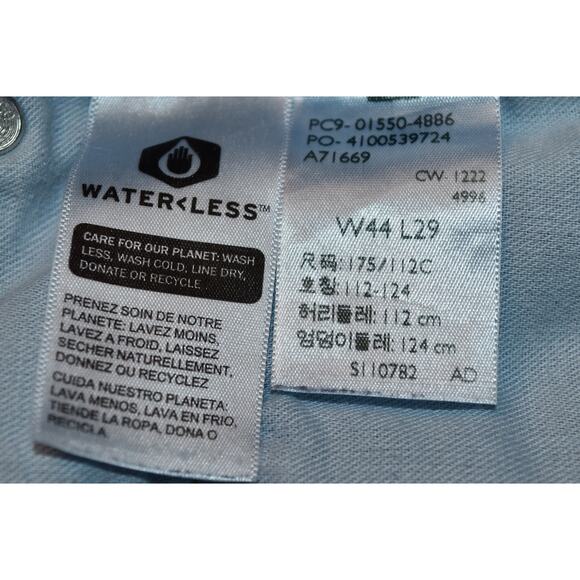 WATER<LESS™
CARE FOR OUR PLANET: WASH
LESS, WASH COLD, LINE DRY,
DONATE OR RECYCLE
PRENEZ SOIN DE NOTRE
PLANETE: LAVEZ MOINS,
LAVEZ A FROID, LAISSEZ
SECHER NATURELLEMENT.
DONNEZ OU RECYCLEZ
CUIDA NUESTRO PLANETA:
LAVA MENOS, LAVA EN FRIO,
TIENDE LA ROPA, DONA O
RECICLA
PC9- 01550-4886
PO- 4100539724
A71669
CW 1222
4996
W44 L29
尺码:175/112C
호칭:112-124
허리둘레:112 cm
엉덩이둘레:124 cm
S110782 AD